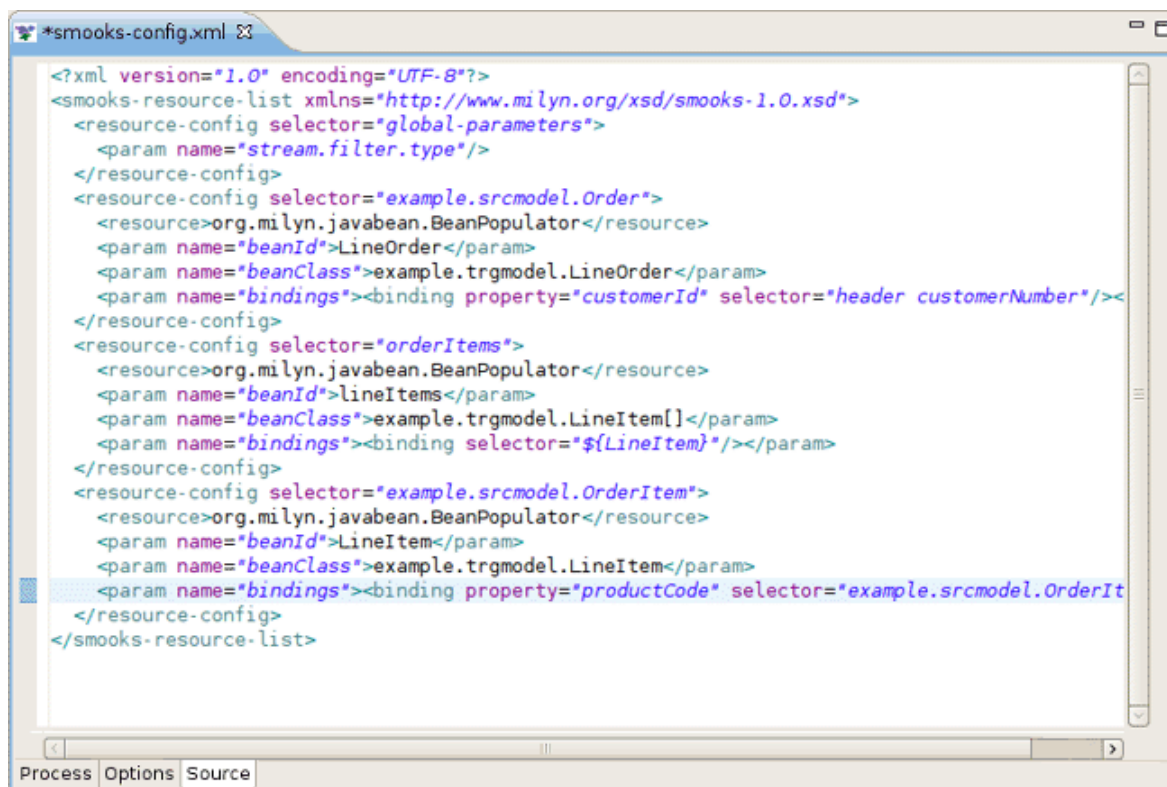 *smooks-config.xml
<?xml version="1.0" encoding="UTF-8"?>
<smooks-resource-list xmlns="http://www.milyn.org/xsd/smooks-1.0.xsd">
<resource-config selector="global-parameters">
<param name="stream.filter.type"/>
</resource-config>
<resource-config selector="example.srcmodel.Order">
<resource>org.milyn.javabean.BeanPopulator</resource>
<param name="beanId">LineOrder</param>
<param name="beanClass">example.trgmodel.LineOrder</param>
<param name="bindings"><binding property="customerId" selector="header customerNumber"/><
</resource-config>
<resource-config selector="orderItems">
<resource>org.milyn.javabean.BeanPopulator</resource>
<param name="beanId">lineItems</param>
<param name="beanClass">example.trgmodel.LineItem[]</param>
<param name="bindings"><binding selector="${LineItem}"/></param>
</resource-config>
<resource-config selector="example.srcmodel.OrderItem">
<resource>org.milyn.javabean.BeanPopulator</resource>
<param name="beanId">LineItem</param>
<param name="beanClass">example.trgmodel.LineItem</param>
<param name="bindings"><binding property="productCode" selector="example.srcmodel.OrderIt
</resource-config>
</smooks-resource-list>
Process Options Source